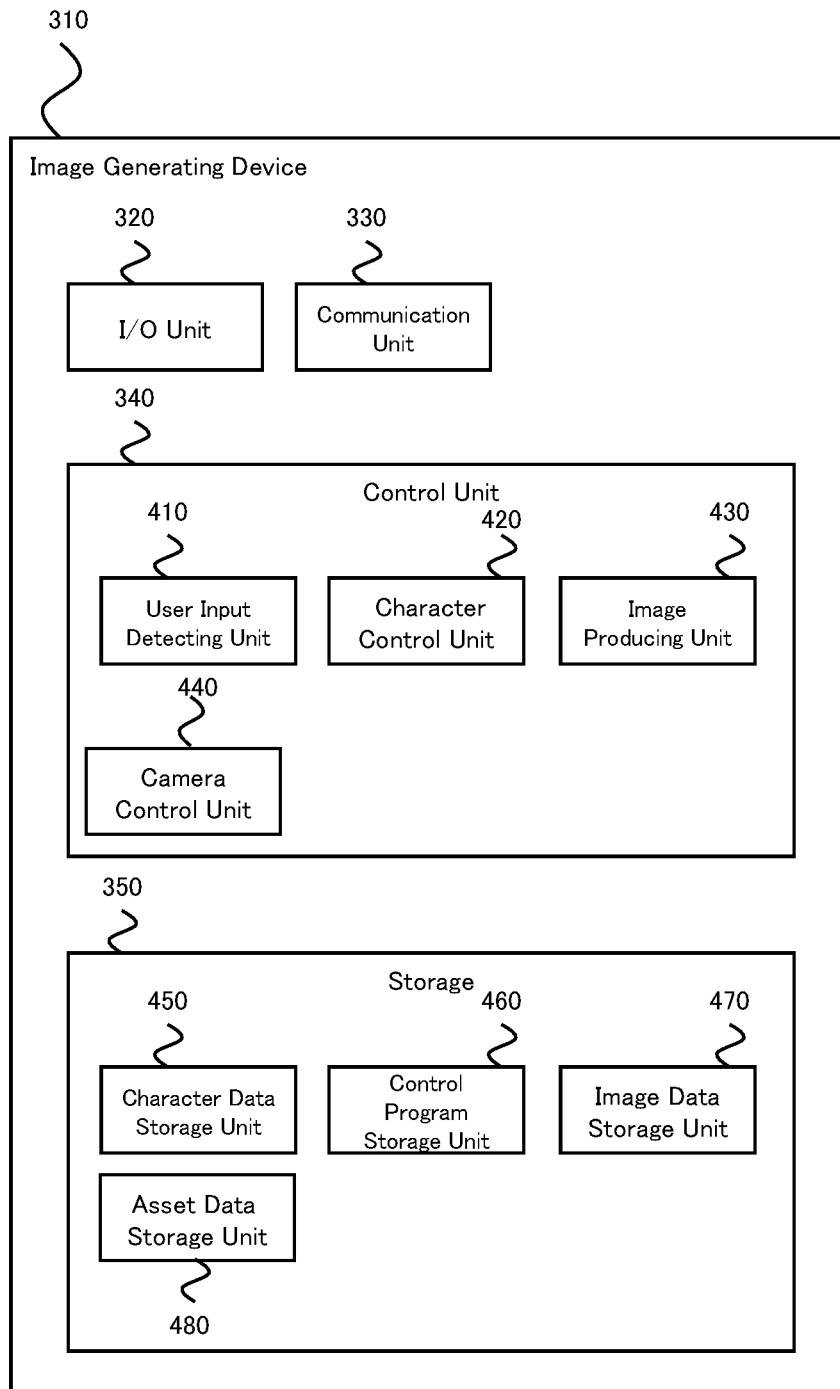 310
Image Generating Device
320
330
I/O Unit
Communication
Unit
340
Control Unit
410
420
430
User Input
Detecting Unit
Character
Control Unit
Image
Producing Unit
440
Camera
Control Unit
350
Storage
450
460
470
Character Data
Storage Unit
Control
Program
Storage Unit
Image Data
Storage Unit
Asset Data
Storage Unit
480